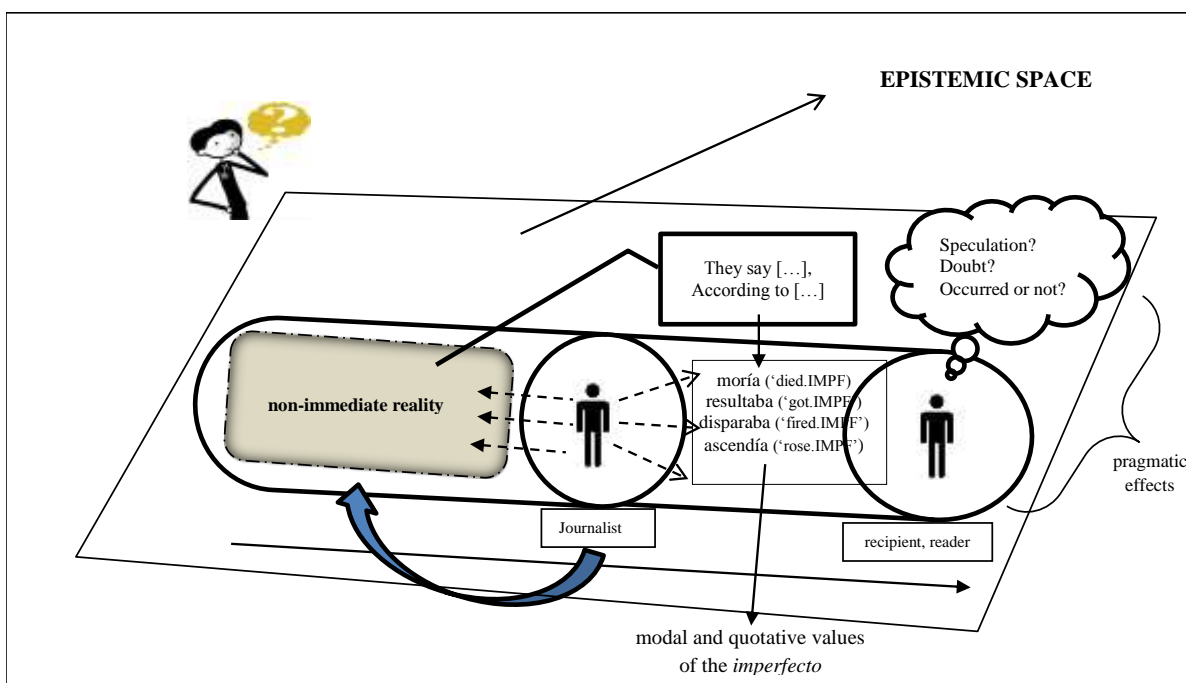 EPISTEMIC SPACE
?
Speculation?
Doubt?
Occurred or not?
They say […],
According to […]
non-immediate reality
moría (‘died.IMPF)
resultaba (‘got.IMPF’)
disparaba (‘fired.IMPF’)
ascendía (‘rose.IMPF’)
pragmatic
effects
Journalist
recipient, reader
modal and quotative values
of the imperfecto